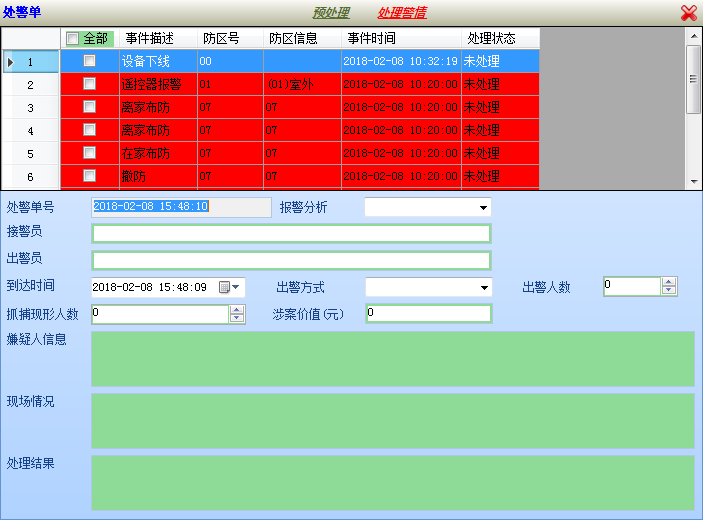 处警单 预处理 处理警情
全部 事件描述 防区号 防区信息 事件时间 处理状态
1 设备下线 00 2018-02-08 10:32:19 未处理
2 遥控器报警 01 (01)室外 2018-02-08 10:20:00 未处理
3 离家布防 07 07 2018-02-08 10:20:00 未处理
4 离家布防 07 07 2018-02-08 10:20:00 未处理
5 在家布防 07 07 2018-02-08 10:20:00 未处理
6 撤防 07 07 2018-02-08 10:20:00 未处理
处警单号 2018-02-08 15:48:10 报警分析
接警员
出警员
到达时间 2018-02-08 15:48:09 出警方式 出警人数 0
抓捕现形人数 0 涉案价值(元) 0
嫌疑人信息
现场情况
处理结果